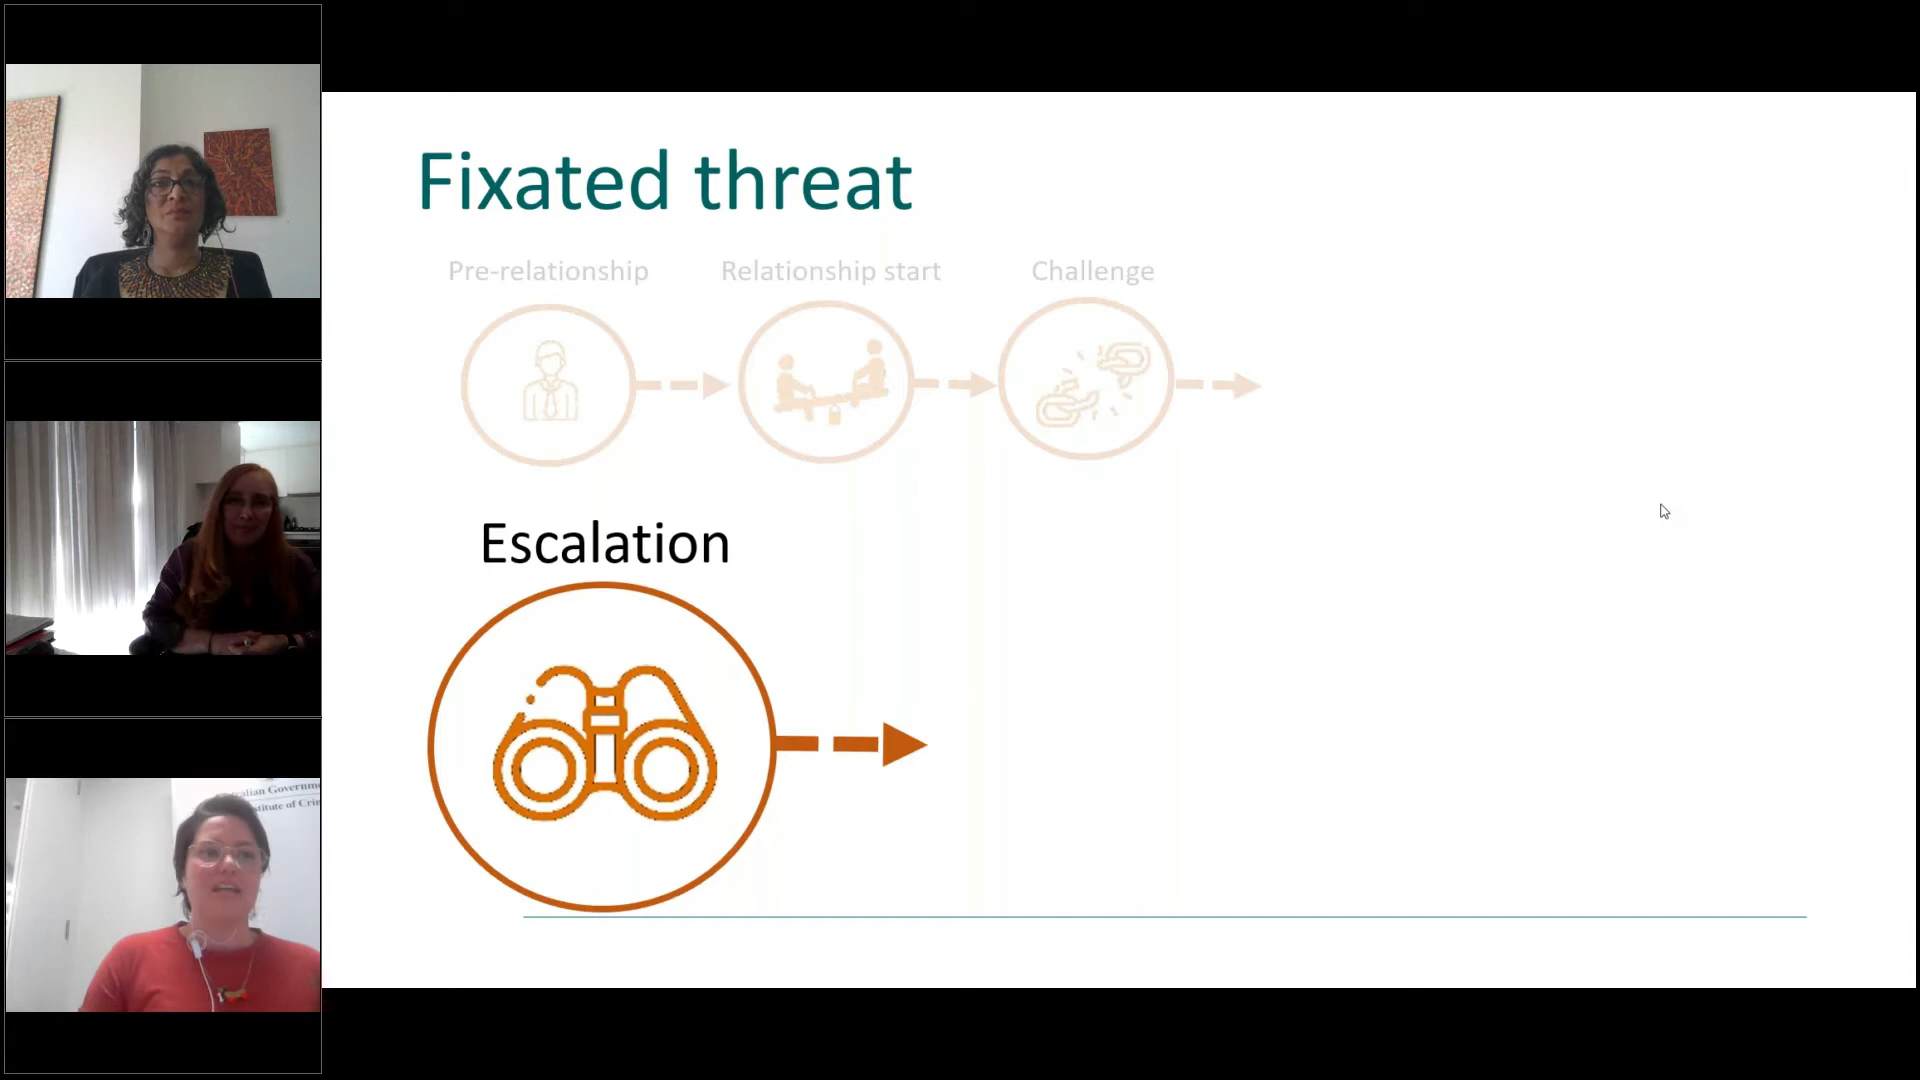 Fixated threat
Pre-relationship
Relationship start
Challenge
Escalation